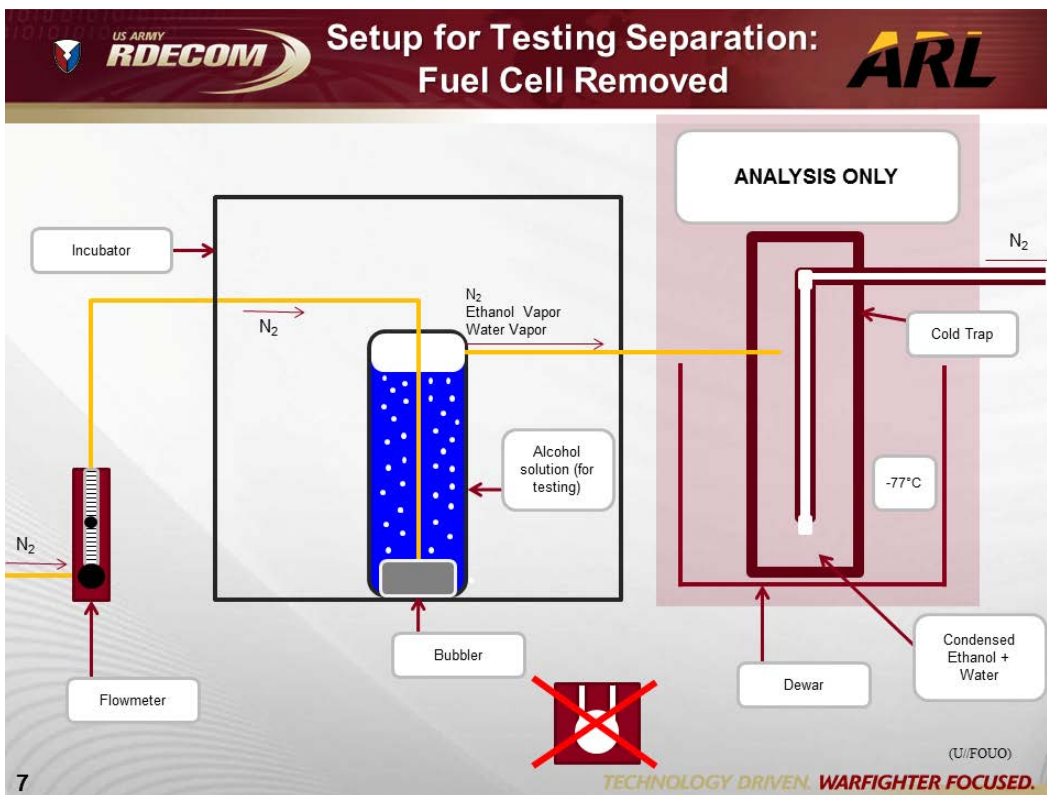 US ARMY
RDECOM
Setup for Testing Separation:
Fuel Cell Removed
ARL
ANALYSIS ONLY
Incubator
N₂
N₂
Ethanol Vapor
Water Vapor
N₂
Cold Trap
Alcohol
solution (for
testing)
-77°C
N₂
Flowmeter
Bubbler
Dewar
Condensed
Ethanol +
Water
(U//FOUO)
7
TECHNOLOGY DRIVEN. WARFIGHTER FOCUSED.